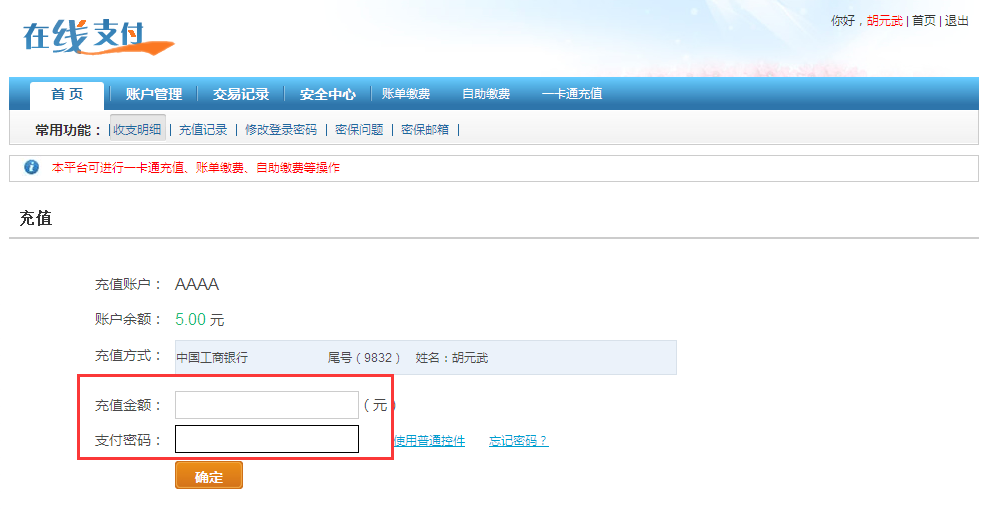 在线支付
你好，胡元武 | 首页 | 退出
首 页 账户管理 交易记录 安全中心 账单缴费 自助缴费 一卡通充值
常用功能： | 收支明细 | 充值记录 | 修改登录密码 | 密保问题 | 密保邮箱 |
本平台可进行一卡通充值、账单缴费、自助缴费等操作
充值
充值账户： AAAA
账户余额： 5.00 元
充值方式： 中国工商银行 尾号（9832） 姓名：胡元武
充值金额： （元）
支付密码： 使用普通控件 忘记密码？
确定